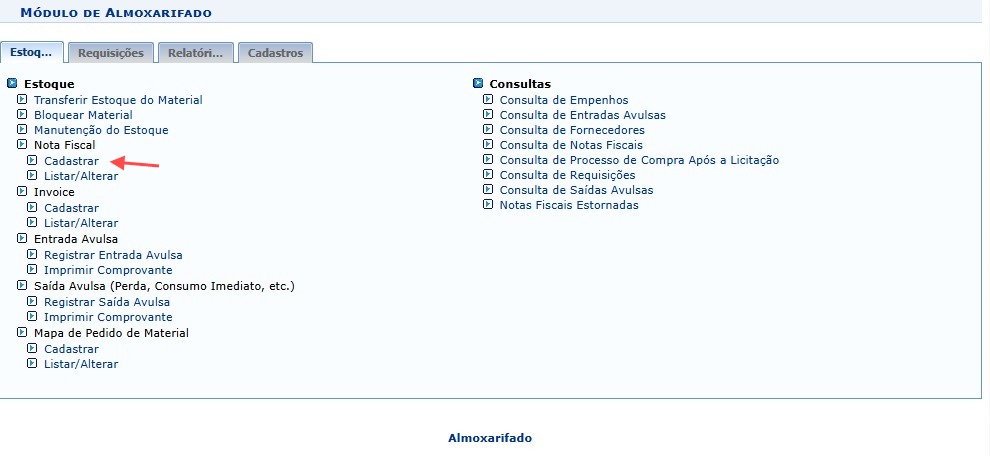 Módulo de Almoxarifado
Estoq...
Requisições
Relatóri...
Cadastros
Estoque
Transferir Estoque do Material
Bloquear Material
Manutenção do Estoque
Nota Fiscal
Cadastrar
Listar/Alterar
Invoice
Cadastrar
Listar/Alterar
Entrada Avulsa
Registrar Entrada Avulsa
Imprimir Comprovante
Saída Avulsa (Perda, Consumo Imediato, etc.)
Registrar Saída Avulsa
Imprimir Comprovante
Mapa de Pedido de Material
Cadastrar
Listar/Alterar
Consultas
Consulta de Empenhos
Consulta de Entradas Avulsas
Consulta de Fornecedores
Consulta de Notas Fiscais
Consulta de Processo de Compra Após a Licitação
Consulta de Requisições
Consulta de Saídas Avulsas
Notas Fiscais Estornadas
Almoxarifado